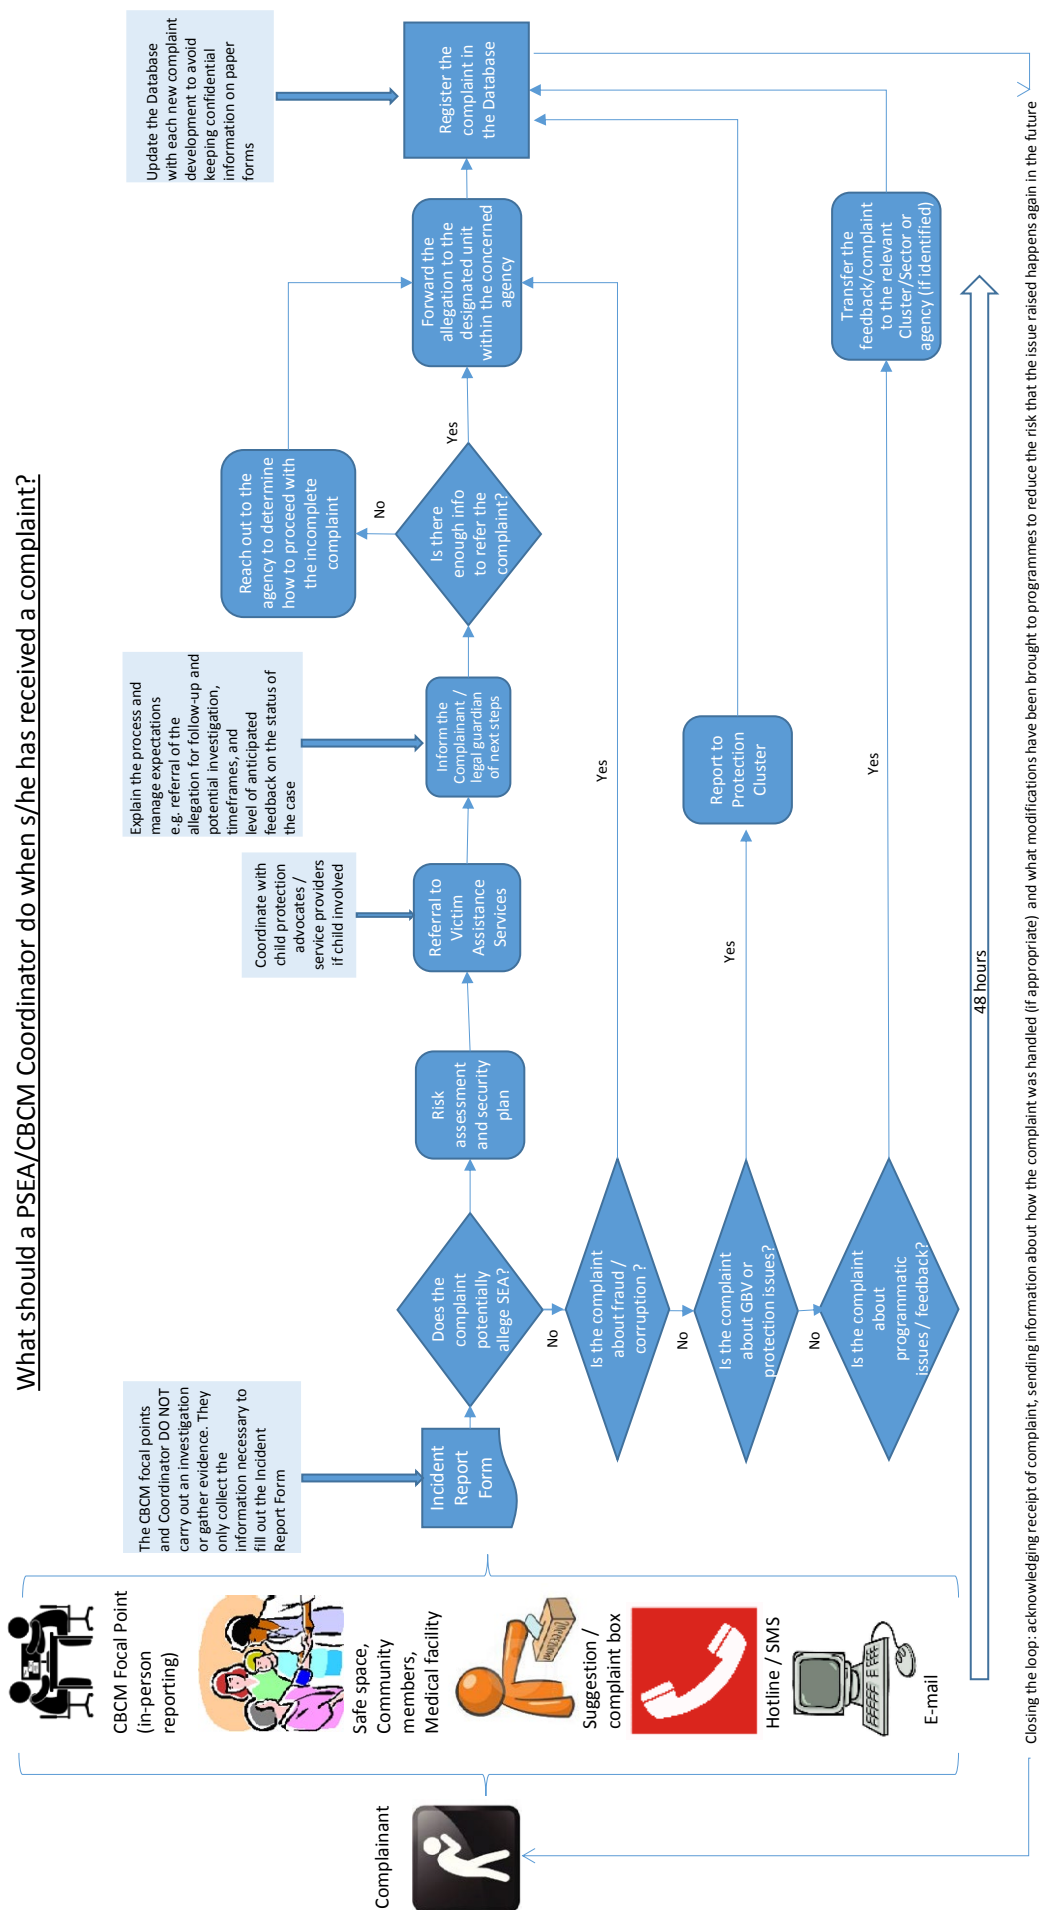 What should a PSEA/CBCM Coordinator do when s/he has received a complaint?
Complainant
CBCM Focal Point
(in-person
reporting)
Safe space,
Community
members,
Medical facility
Suggestion /
complaint box
Hotline / SMS
E-mail
The CBCM focal points
and Coordinator DO NOT
carry out an investigation
or gather evidence. They
only collect the
information necessary to
fill out the Incident
Report Form
Incident
Report
Form
Does the
complaint
potentially
allege SEA?
No
Is the complaint
about fraud /
corruption ?
No
Is the complaint
about GBV or
protection issues?
No
Is the complaint
about
programmatic
issues / feedback?
Risk
assessment
and security
plan
Coordinate with
child protection
advocates /
service providers
if child involved
Referral to
Victim
Assistance
Services
Explain the process and
manage expectations
e.g. referral of the
allegation for follow-up and
potential investigation,
timeframes, and
level of anticipated
feedback on the status of
the case
Inform the
Complainant /
legal guardian
of next steps
Is there
enough info
to refer the
complaint?
No
Yes
Reach out to the
agency to determine
how to proceed with
the incomplete
complaint
Forward the
allegation to the
designated unit
within the concerned
agency
Update the Database
with each new complaint
development to avoid
keeping confidential
information on paper
forms
Register the
complaint in
the Database
Yes
Yes
Report to
Protection
Cluster
Yes
Transfer the
feedback/complaint
to the relevant
Cluster/Sector or
agency (if identified)
48 hours
Closing the loop: acknowledging receipt of complaint, sending information about how the complaint was handled (if appropriate) and what modifications have been brought to programmes to reduce the risk that the issue raised happens again in the future